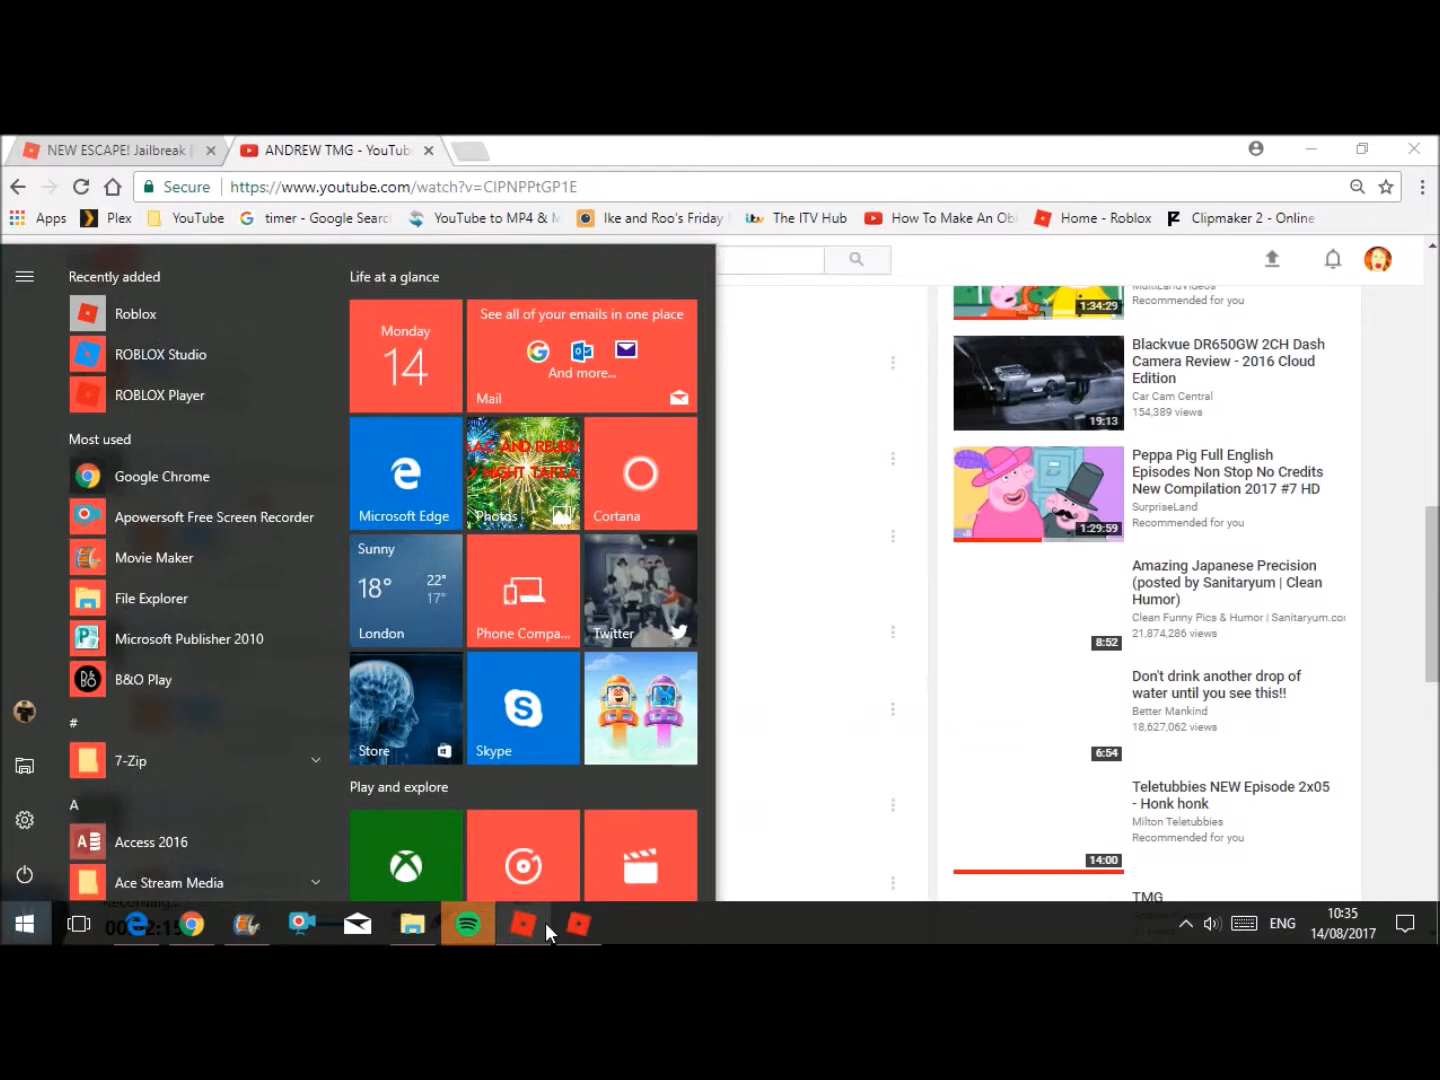 NEW ESCAPE! Jailbreak
ANDREW TMG - YouTub
Secure
https://www.youtube.com/watch?v=CIPNPPtGP1E
Apps
Plex
YouTube
timer - Google Searc
YouTube to MP4 & M
Ike and Roo's Friday
The ITV Hub
How To Make An Ob
Home - Roblox
Clipmaker 2 - Online
Recently added
Roblox
ROBLOX Studio
ROBLOX Player
Most used
Google Chrome
Apowersoft Free Screen Recorder
Movie Maker
File Explorer
Microsoft Publisher 2010
B&O Play
#
7-Zip
A
Access 2016
Ace Stream Media
Life at a glance
Monday
14
See all of your emails in one place
And more...
Mail
Microsoft Edge
Photos
Cortana
Sunny
18°
22°
17°
London
Phone Compa...
Twitter
Store
Skype
Play and explore
1:34:29
Recommended for you
Blackvue DR650GW 2CH Dash
Camera Review - 2016 Cloud
Edition
Car Cam Central
154,389 views
19:13
Peppa Pig Full English
Episodes Non Stop No Credits
New Compilation 2017 #7 HD
SurpriseLand
Recommended for you
1:29:59
Amazing Japanese Precision
(posted by Sanitaryum | Clean
Humor)
Clean Funny Pics & Humor | Sanitaryum.co
21,874,286 views
8:52
Don't drink another drop of
water until you see this!!
Better Mankind
18,627,062 views
6:54
Teletubbies NEW Episode 2x05
- Honk honk
Milton Teletubbies
Recommended for you
14:00
TMG
ENG
10:35
14/08/2017